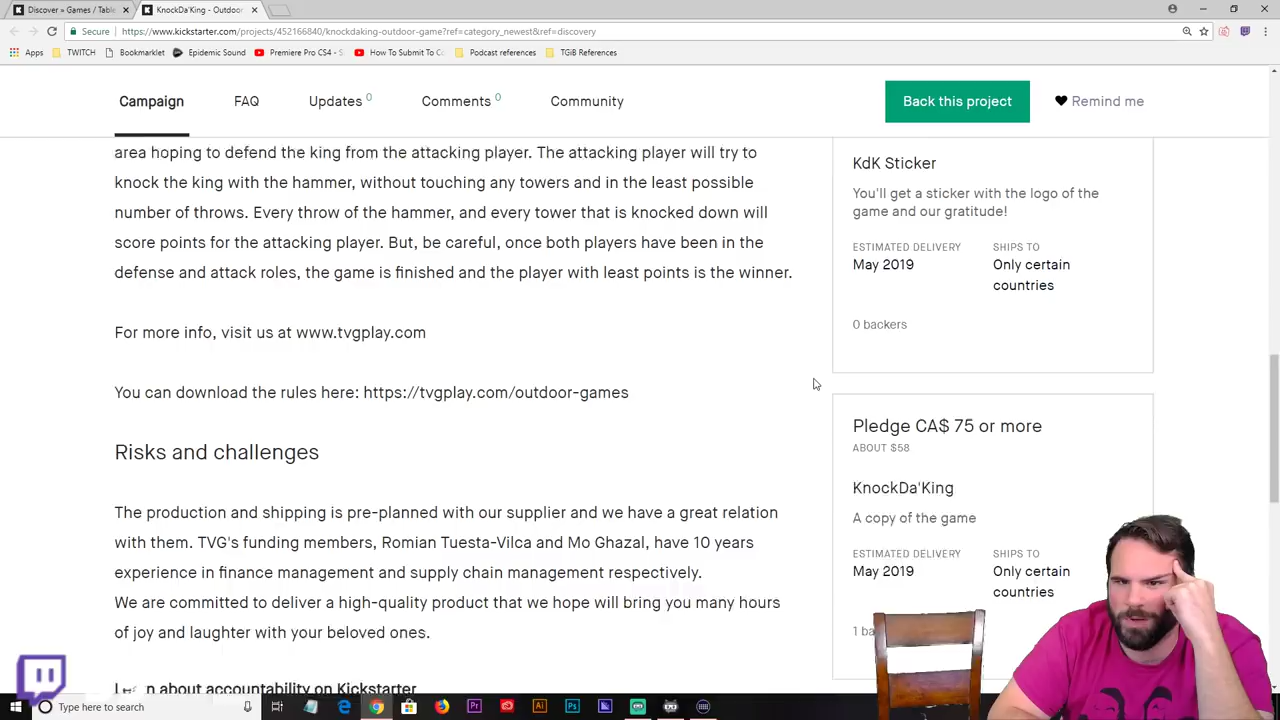 Discover » Games / Table
KnockDa'King - Outdoor
Secure
https://www.kickstarter.com/projects/452166840/knockdaking-outdoor-game?ref=category_newest&ref=discovery
Apps
TWITCH
Bookmarklet
Epidemic Sound
Premiere Pro CS4 - S
How To Submit To C
Podcast references
TGiB References
Campaign
FAQ
Updates 0
Comments 0
Community
Back this project
Remind me
area hoping to defend the king from the attacking player. The attacking player will try to
knock the king with the hammer, without touching any towers and in the least possible
number of throws. Every throw of the hammer, and every tower that is knocked down will
score points for the attacking player. But, be careful, once both players have been in the
defense and attack roles, the game is finished and the player with least points is the winner.
For more info, visit us at www.tvgplay.com
You can download the rules here: https://tvgplay.com/outdoor-games
Risks and challenges
The production and shipping is pre-planned with our supplier and we have a great relation
with them. TVG's funding members, Romian Tuesta-Vilca and Mo Ghazal, have 10 years
experience in finance management and supply chain management respectively.
We are committed to deliver a high-quality product that we hope will bring you many hours
of joy and laughter with your beloved ones.
about accountability on Kickstarter
KdK Sticker
You'll get a sticker with the logo of the
game and our gratitude!
ESTIMATED DELIVERY
May 2019
SHIPS TO
Only certain
countries
0 backers
Pledge CA$ 75 or more
ABOUT $58
KnockDa'King
A copy of the game
ESTIMATED DELIVERY
May 2019
SHIPS TO
Only certain
countries
1 ba
Type here to search